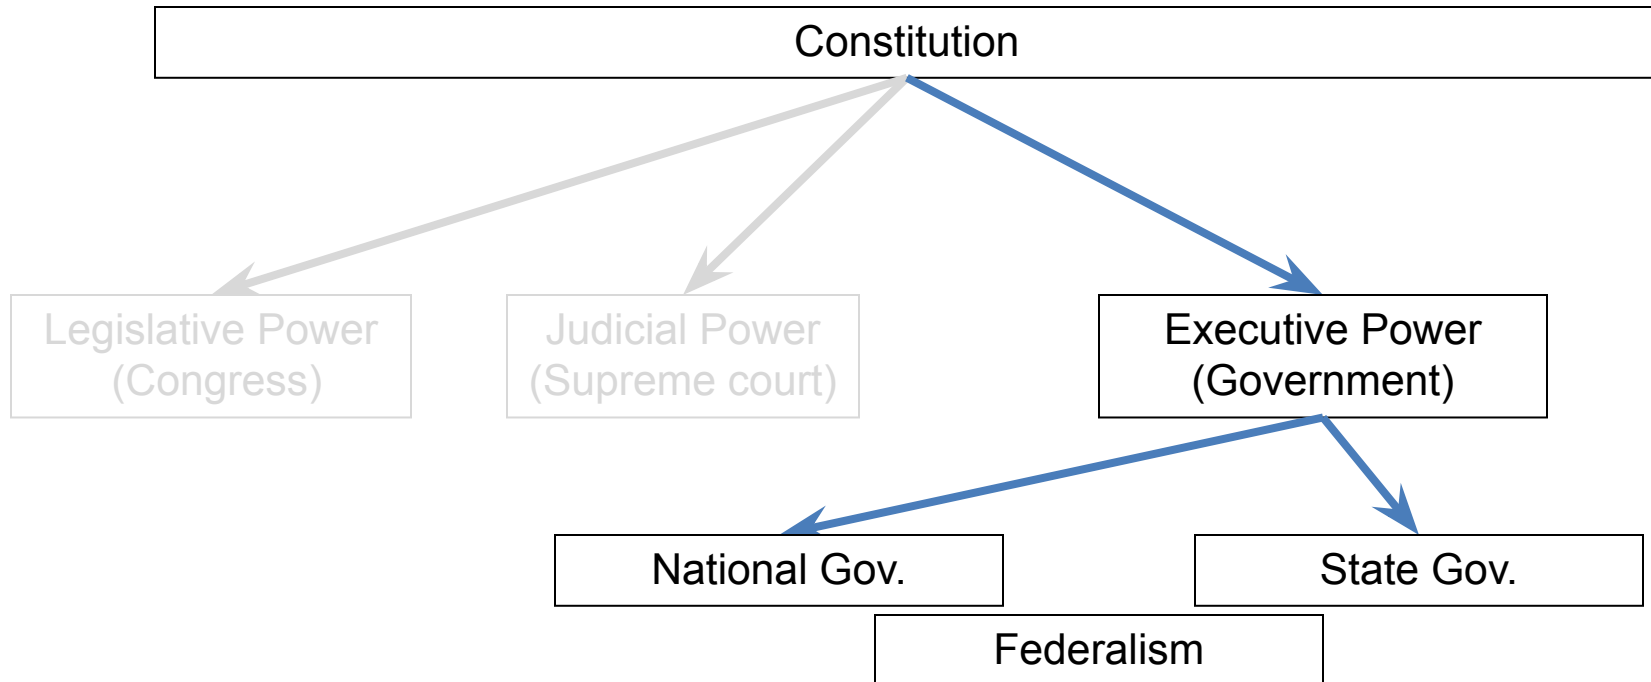 Constitution
Legislative Power
(Congress)
Judicial Power
(Supreme court)
Executive Power
(Government)
National Gov.
State Gov.
Federalism